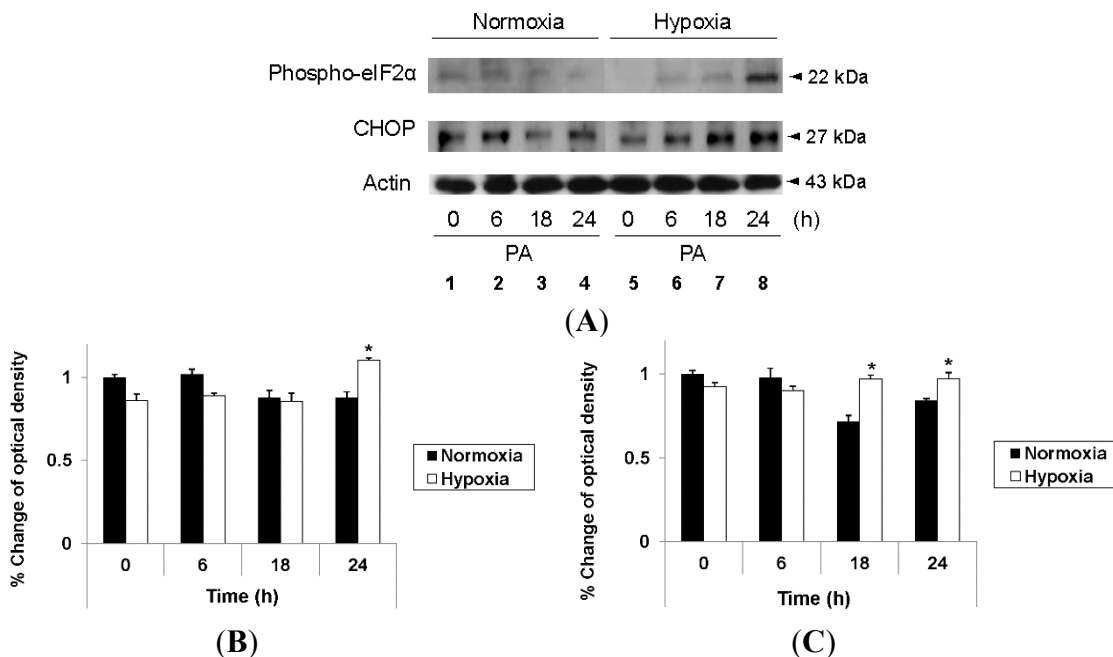 Normoxia Hypoxia
Phospho-eIF2α ◄ 22 kDa
CHOP ◄ 27 kDa
Actin ◄ 43 kDa
0 6 18 24 0 6 18 24 (h)
PA PA
1 2 3 4 5 6 7 8
(A)
% Change of optical density
1
0.5
0
*
0 6 18 24
Time (h)
Normoxia
Hypoxia
(B)
% Change of optical density
1
0.5
0
* *
0 6 18 24
Time (h)
Normoxia
Hypoxia
(C)